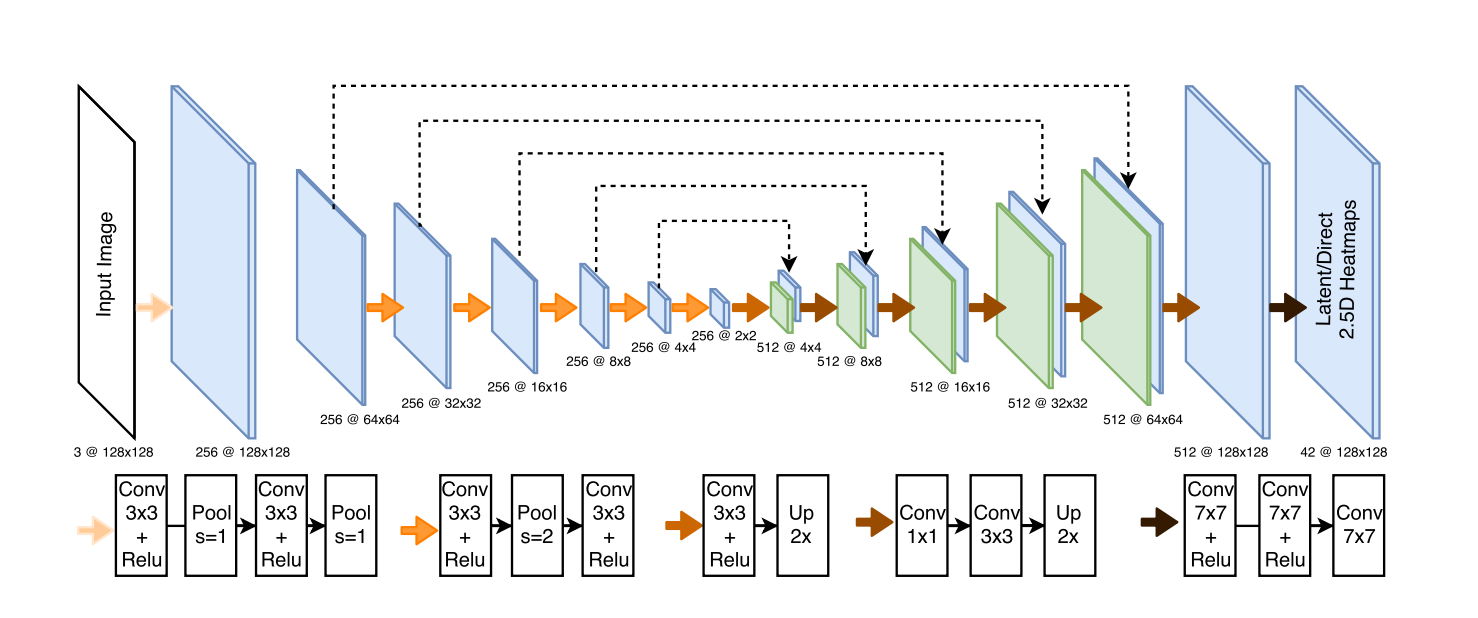 Input Image
Latent/Direct
2.5D Heatmaps
3 @ 128x128
256 @ 128x128
256 @ 64x64
256 @ 32x32
256 @ 16x16
256 @ 8x8
256 @ 4x4
256 @ 2x2
512 @ 4x4
512 @ 8x8
512 @ 16x16
512 @ 32x32
512 @ 64x64
512 @ 128x128
42 @ 128x128
Conv
3x3
+
Relu
Pool
s=1
Conv
3x3
+
Relu
Pool
s=1
Conv
3x3
+
Relu
Pool
s=2
Conv
3x3
+
Relu
Conv
3x3
+
Relu
Up
2x
Conv
1x1
Conv
3x3
Up
2x
Conv
7x7
+
Relu
Conv
7x7
+
Relu
Conv
7x7